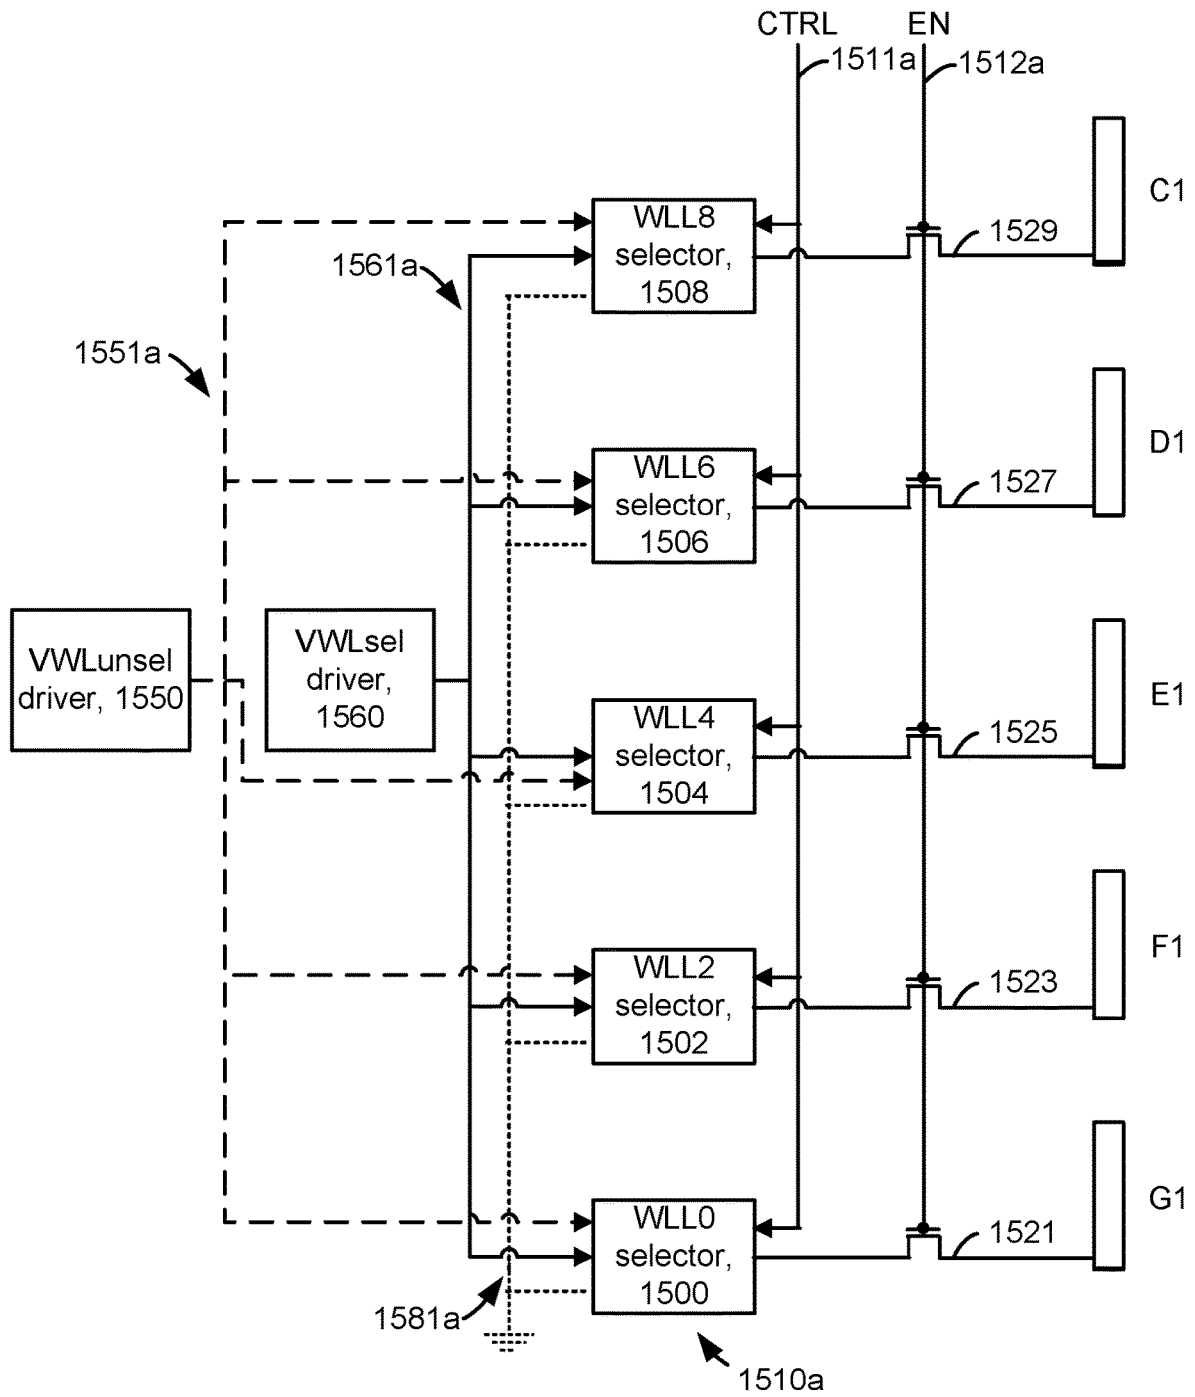 CTRL
EN
1511a
1512a
C1
WLL8
selector,
1508
1529
1561a
1551a
D1
WLL6
selector,
1506
1527
VWLunsel
driver, 1550
VWLsel
driver,
1560
E1
WLL4
selector,
1504
1525
F1
WLL2
selector,
1502
1523
G1
WLL0
selector,
1500
1521
1581a
1510a